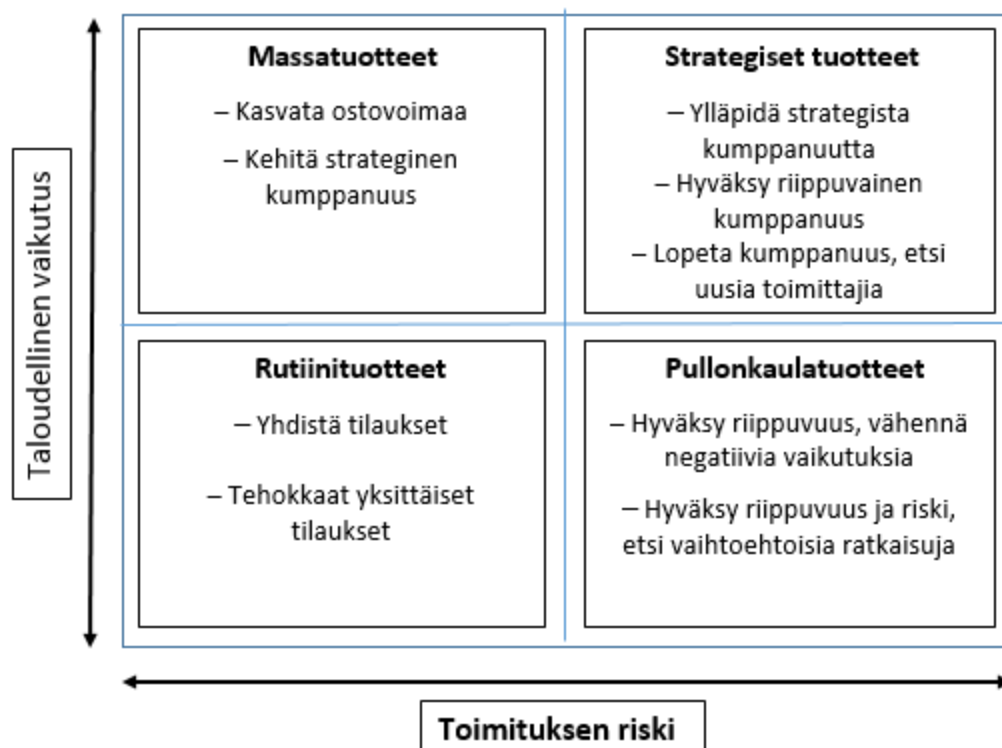 Taloudellinen vaikutus
Massatuotteet
– Kasvata ostovoimaa
– Kehitä strateginen
kumppanuus
Strategiset tuotteet
– Ylläpidä strategista
kumppanuutta
– Hyväksy riippuvainen
kumppanuus
– Lopeta kumppanuus, etsi
uusia toimittajia
Rutiinituotteet
– Yhdistä tilaukset
– Tehokkaat yksittäiset
tilaukset
Pullonkaulatuotteet
– Hyväksy riippuvuus, vähennä
negatiivia vaikutuksia
– Hyväksy riippuvuus ja riski,
etsi vaihtoehtoisia ratkaisuja
Toimituksen riski